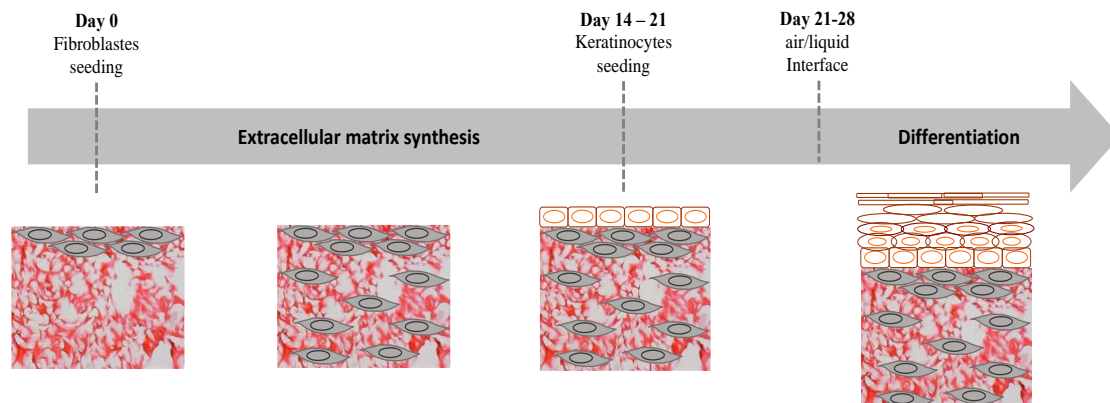 Day 0
Fibroblastes
seeding
Day 14 – 21
Keratinocytes
seeding
Day 21-28
air/liquid
Interface
Extracellular matrix synthesis
Differentiation